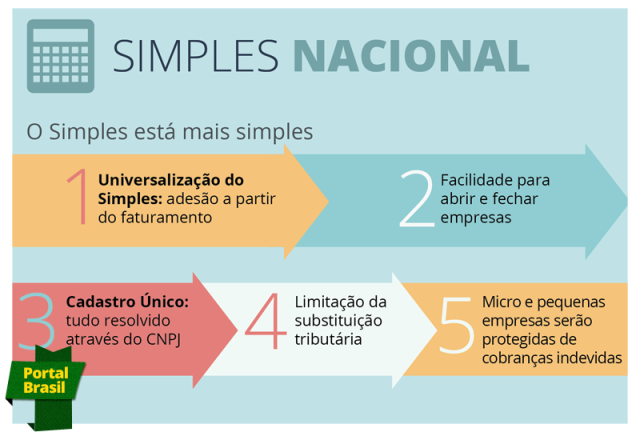 SIMPLES NACIONAL
O Simples está mais simples
1
Universalização do
Simples: adesão a partir
do faturamento
2
Facilidade para
abrir e fechar
empresas
3
Cadastro Único:
tudo resolvido
através do CNPJ
4
Limitação da
substituição
tributária
5
Micro e pequenas
empresas serão
protegidas de
cobranças indevidas
Portal
Brasil